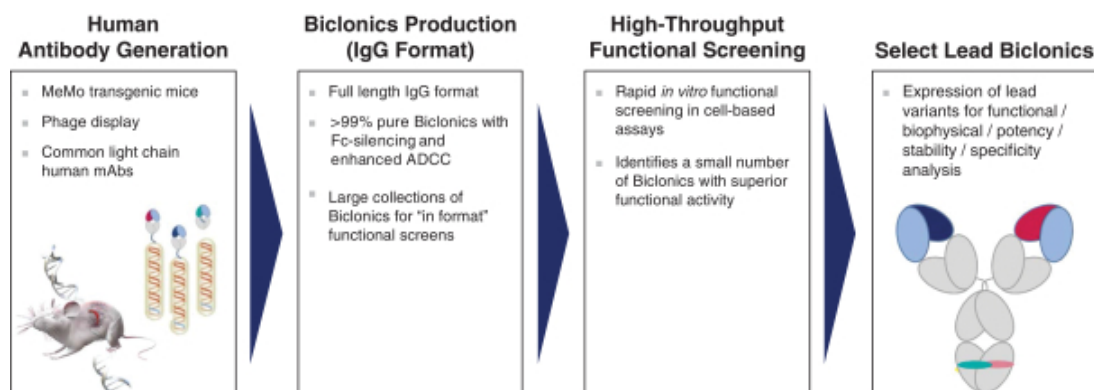 Human
Antibody Generation
MeMo transgenic mice
Phage display
Common light chain
human mAbs
Biclonics Production
(IgG Format)
Full length IgG format
>99% pure Biclonics with
Fc-silencing and
enhanced ADCC
Large collections of
Biclonics for “in format”
functional screens
High-Throughput
Functional Screening
Rapid in vitro functional
screening in cell-based
assays
Identifies a small number
of Biclonics with superior
functional activity
Select Lead Biclonics
Expression of lead
variants for functional /
biophysical / potency /
stability / specificity
analysis